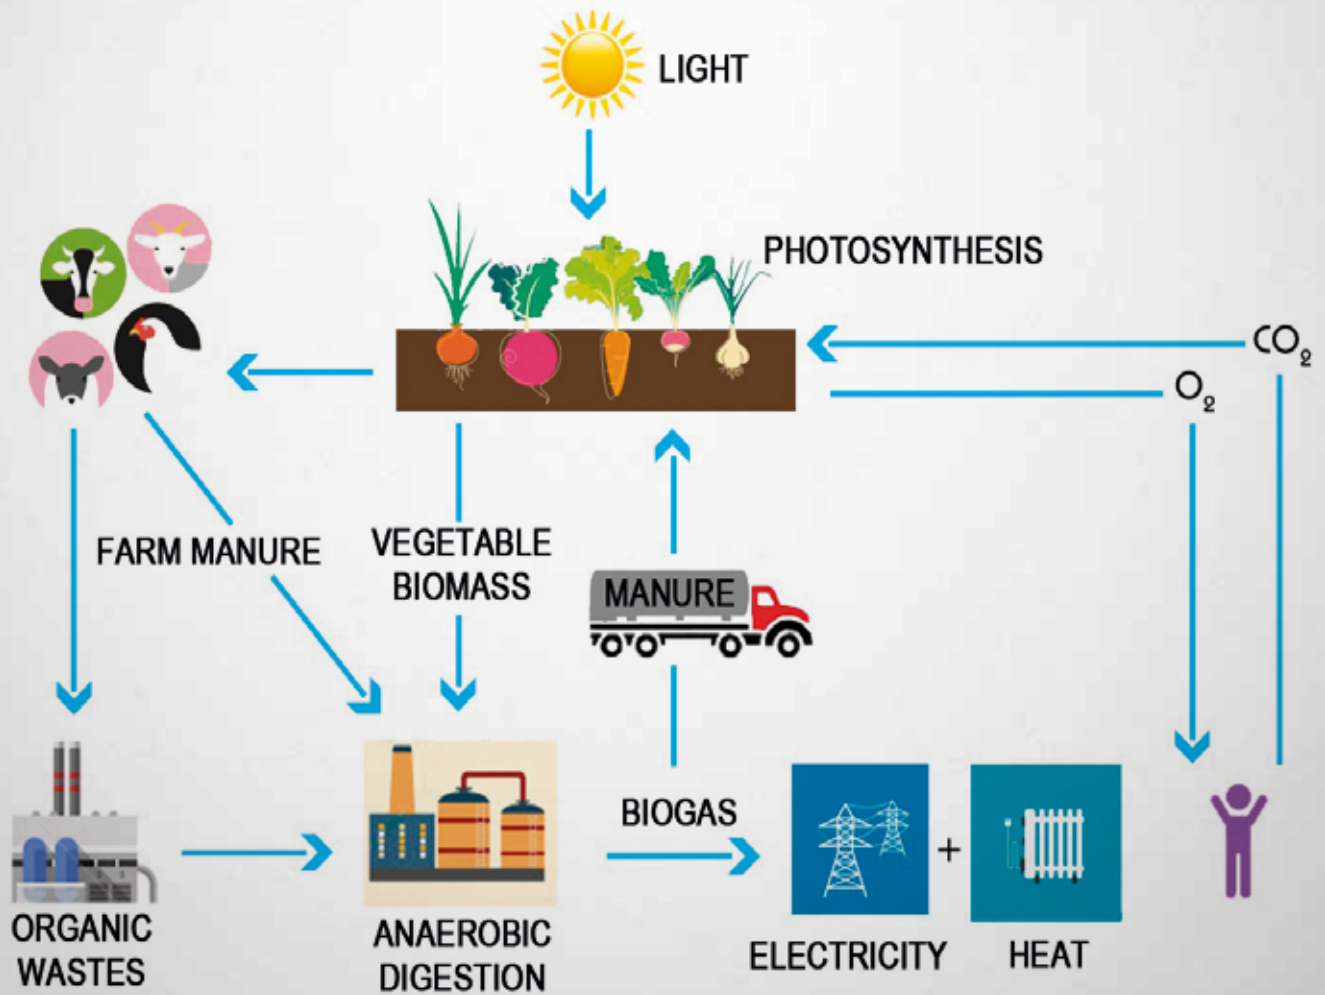 LIGHT
PHOTOSYNTHESIS
CO₂
O₂
FARM MANURE
VEGETABLE
BIOMASS
MANURE
BIOGAS
+
ORGANIC
WASTES
ANAEROBIC
DIGESTION
ELECTRICITY
HEAT